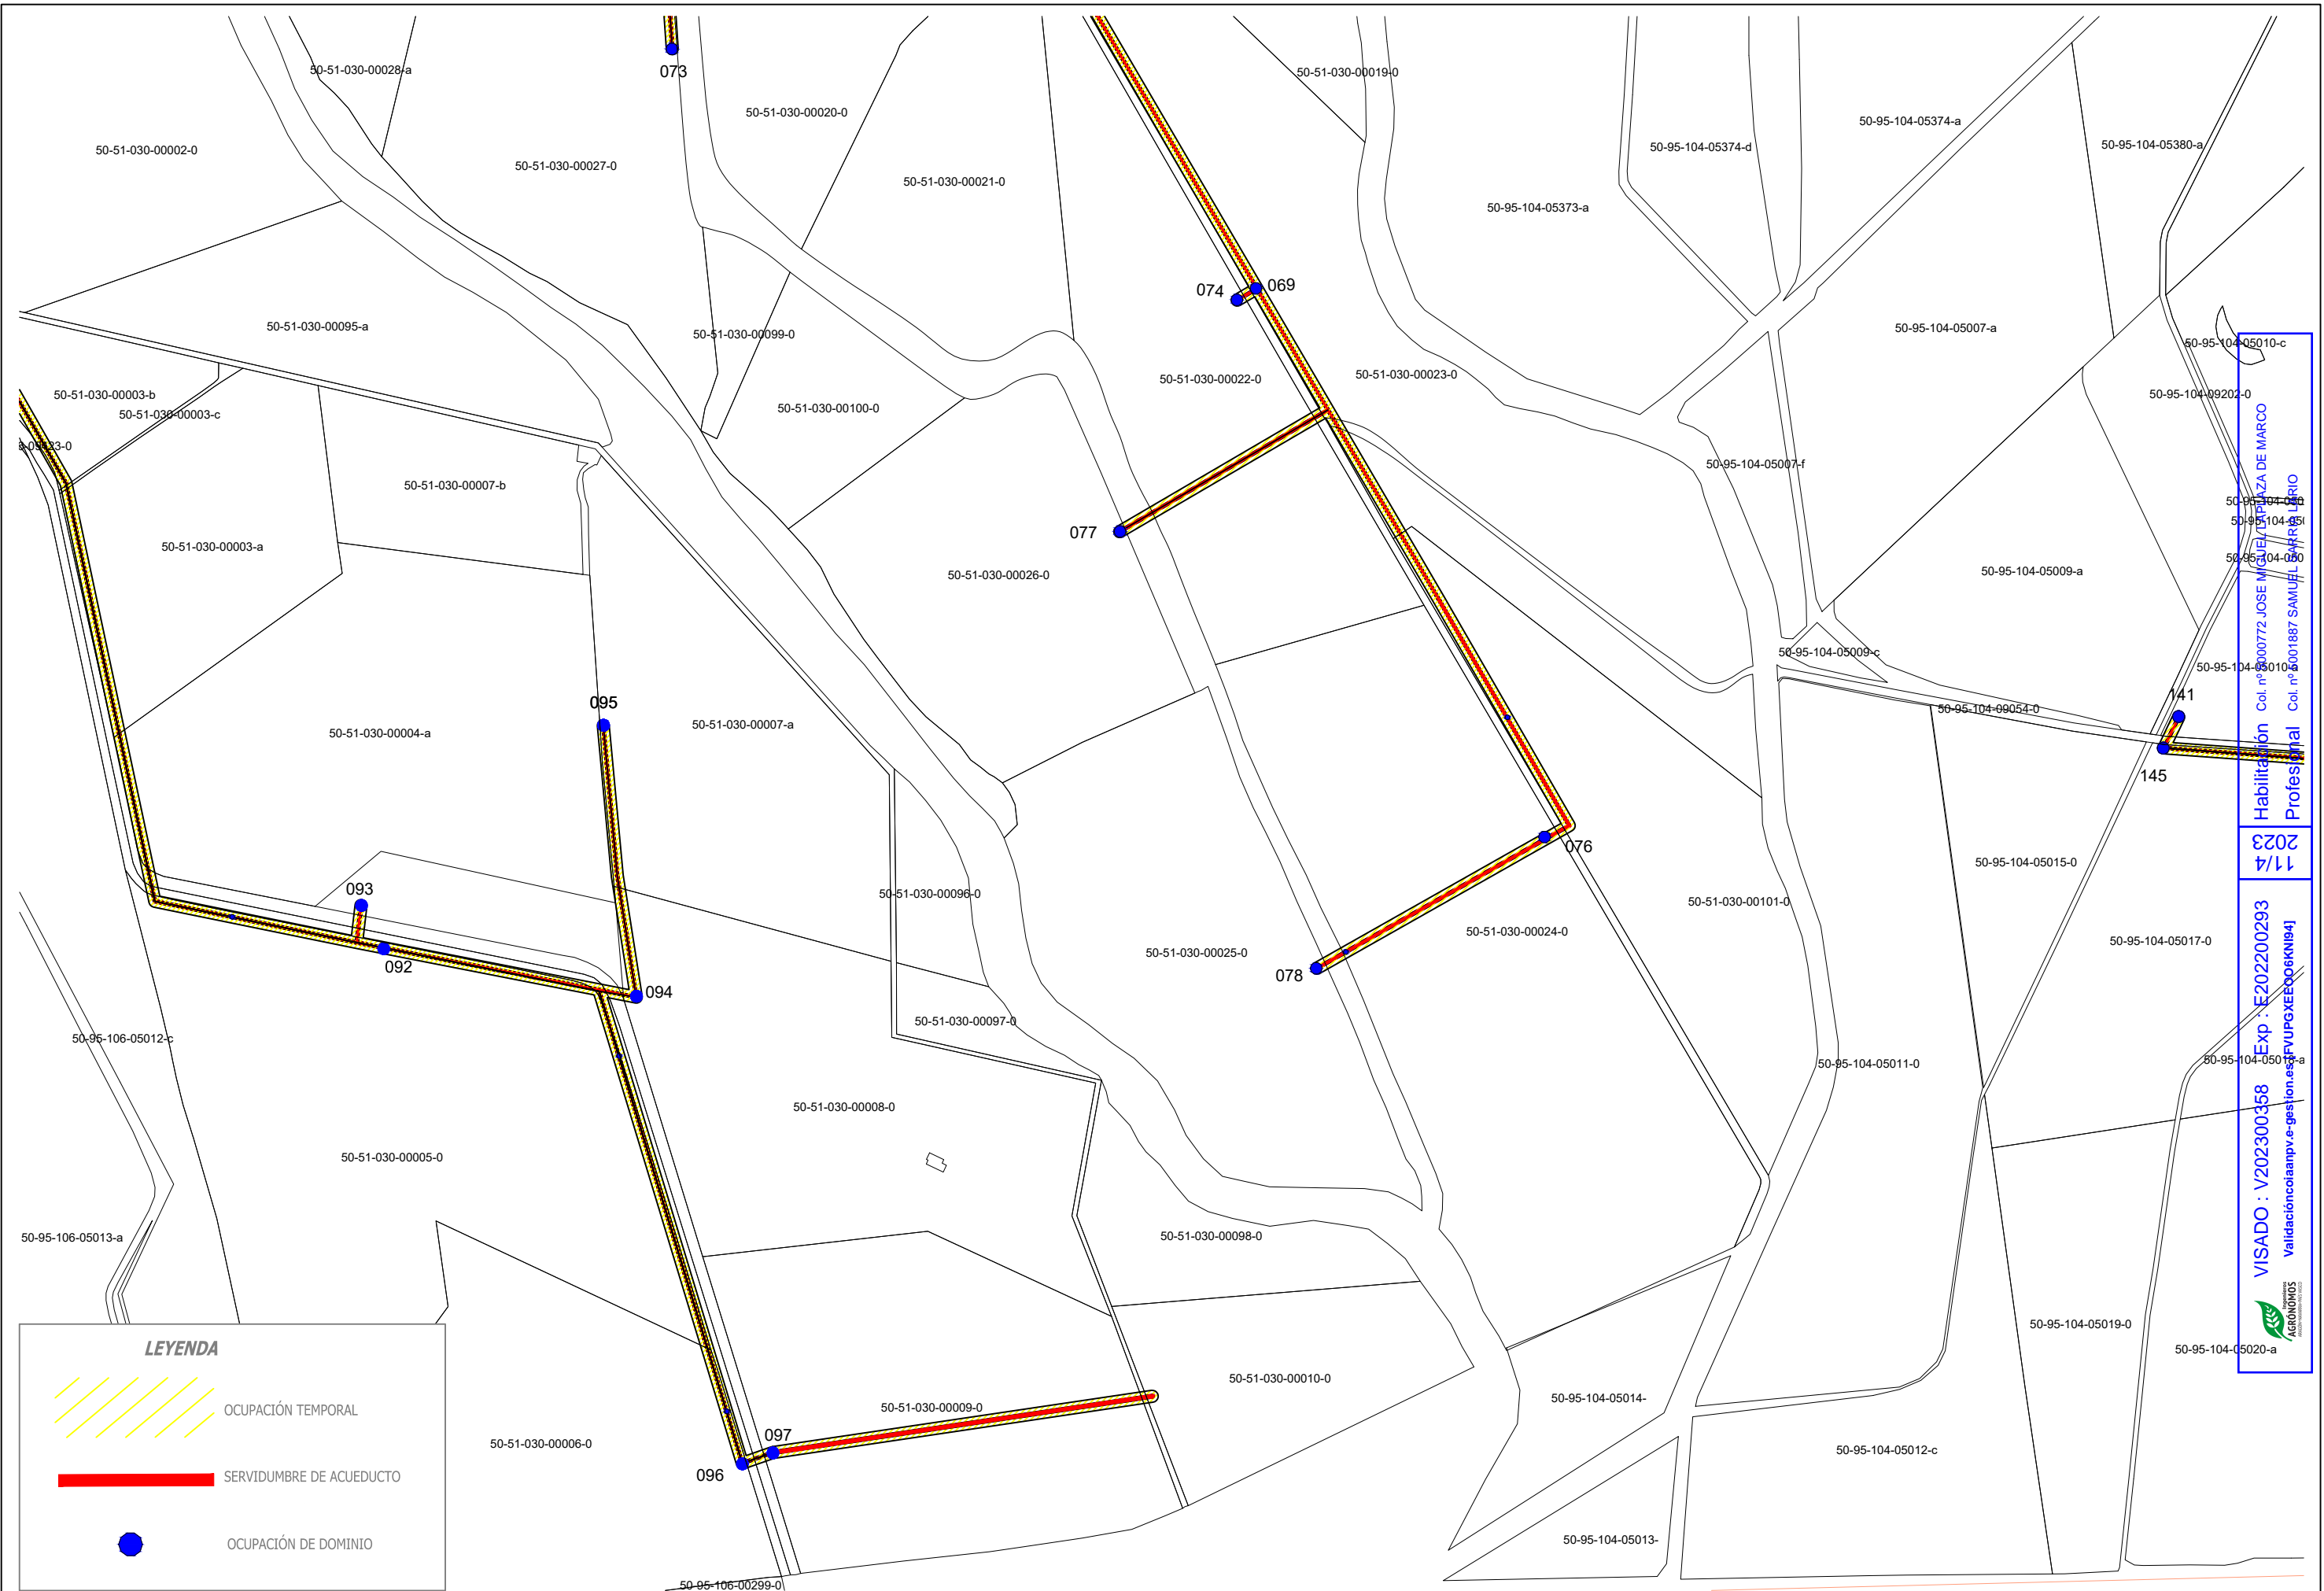 073
50-51-030-00028-a
50-51-030-00019-0
50-51-030-00020-0
50-95-104-05374-a
50-95-104-05374-d
50-95-104-05380-a
50-51-030-00002-0
50-51-030-00027-0
50-51-030-00021-0
50-95-104-05373-a
074
069
50-51-030-00095-a
50-51-030-00099-0
50-95-104-05007-a
50-95-104-05010-c
50-51-030-00022-0
50-51-030-00023-0
50-51-030-00003-b
50-51-030-00003-c
50-51-030-00100-0
50-95-104-09202-0
50-95-104-05007-f
50-51-030-00007-b
077
50-51-030-00003-a
50-51-030-00026-0
50-95-104-05009-a
50-95-104-05009-c
50-95-104-05010-a
141
095
50-95-104-09054-0
50-51-030-00004-a
50-51-030-00007-a
145
076
50-95-104-05015-0
093
50-51-030-00096-0
50-51-030-00101-0
50-51-030-00024-0
50-95-104-05017-0
50-51-030-00025-0
092
078
094
50-51-030-00097-0
50-95-106-05012-c
50-95-104-05011-0
50-51-030-00008-0
50-51-030-00005-0
50-95-106-05013-a
50-51-030-00098-0
50-95-104-05019-0
50-95-104-05020-a
50-51-030-00010-0
50-95-104-05014-
50-51-030-00009-0
097
50-51-030-00006-0
096
50-95-104-05012-c
50-95-104-05013-
50-95-106-00299-0
LEYENDA
OCUPACIÓN TEMPORAL
SERVIDUMBRE DE ACUEDUCTO
OCUPACIÓN DE DOMINIO
Habilitación Profesional
Col. nº 5000772 JOSE MIGUEL LAPLAZA DE MARCO
Col. nº 5001887 SAMUEL BARRIO LERIO
11/4
2023
VISADO : V202300358 Exp : E202200293
Validacióncoiaanpv.e-gestion.es [FVUPGXEEOO6KNI94]
Ingenieros
AGRÓNOMOS